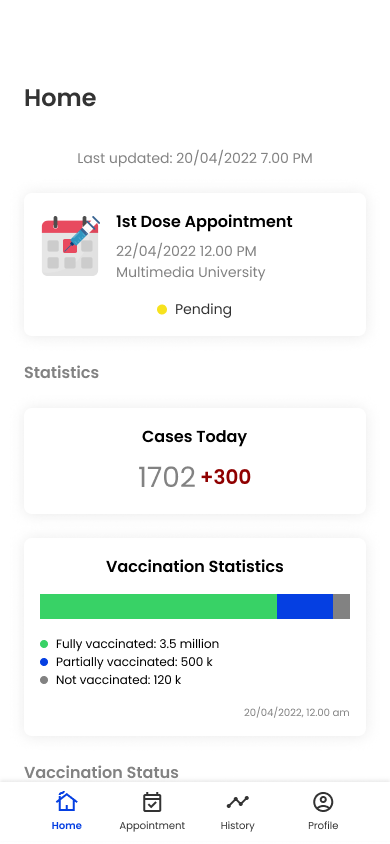 Home
Last updated: 20/04/2022 7.00 PM
1st Dose Appointment
22/04/2022 12.00 PM
Multimedia University
Pending
Statistics
Cases Today
1702 +300
Vaccination Statistics
Fully vaccinated: 3.5 million
Partially vaccinated: 500 k
Not vaccinated: 120 k
20/04/2022, 12.00 am
Vaccination Status
Home Appointment History Profile